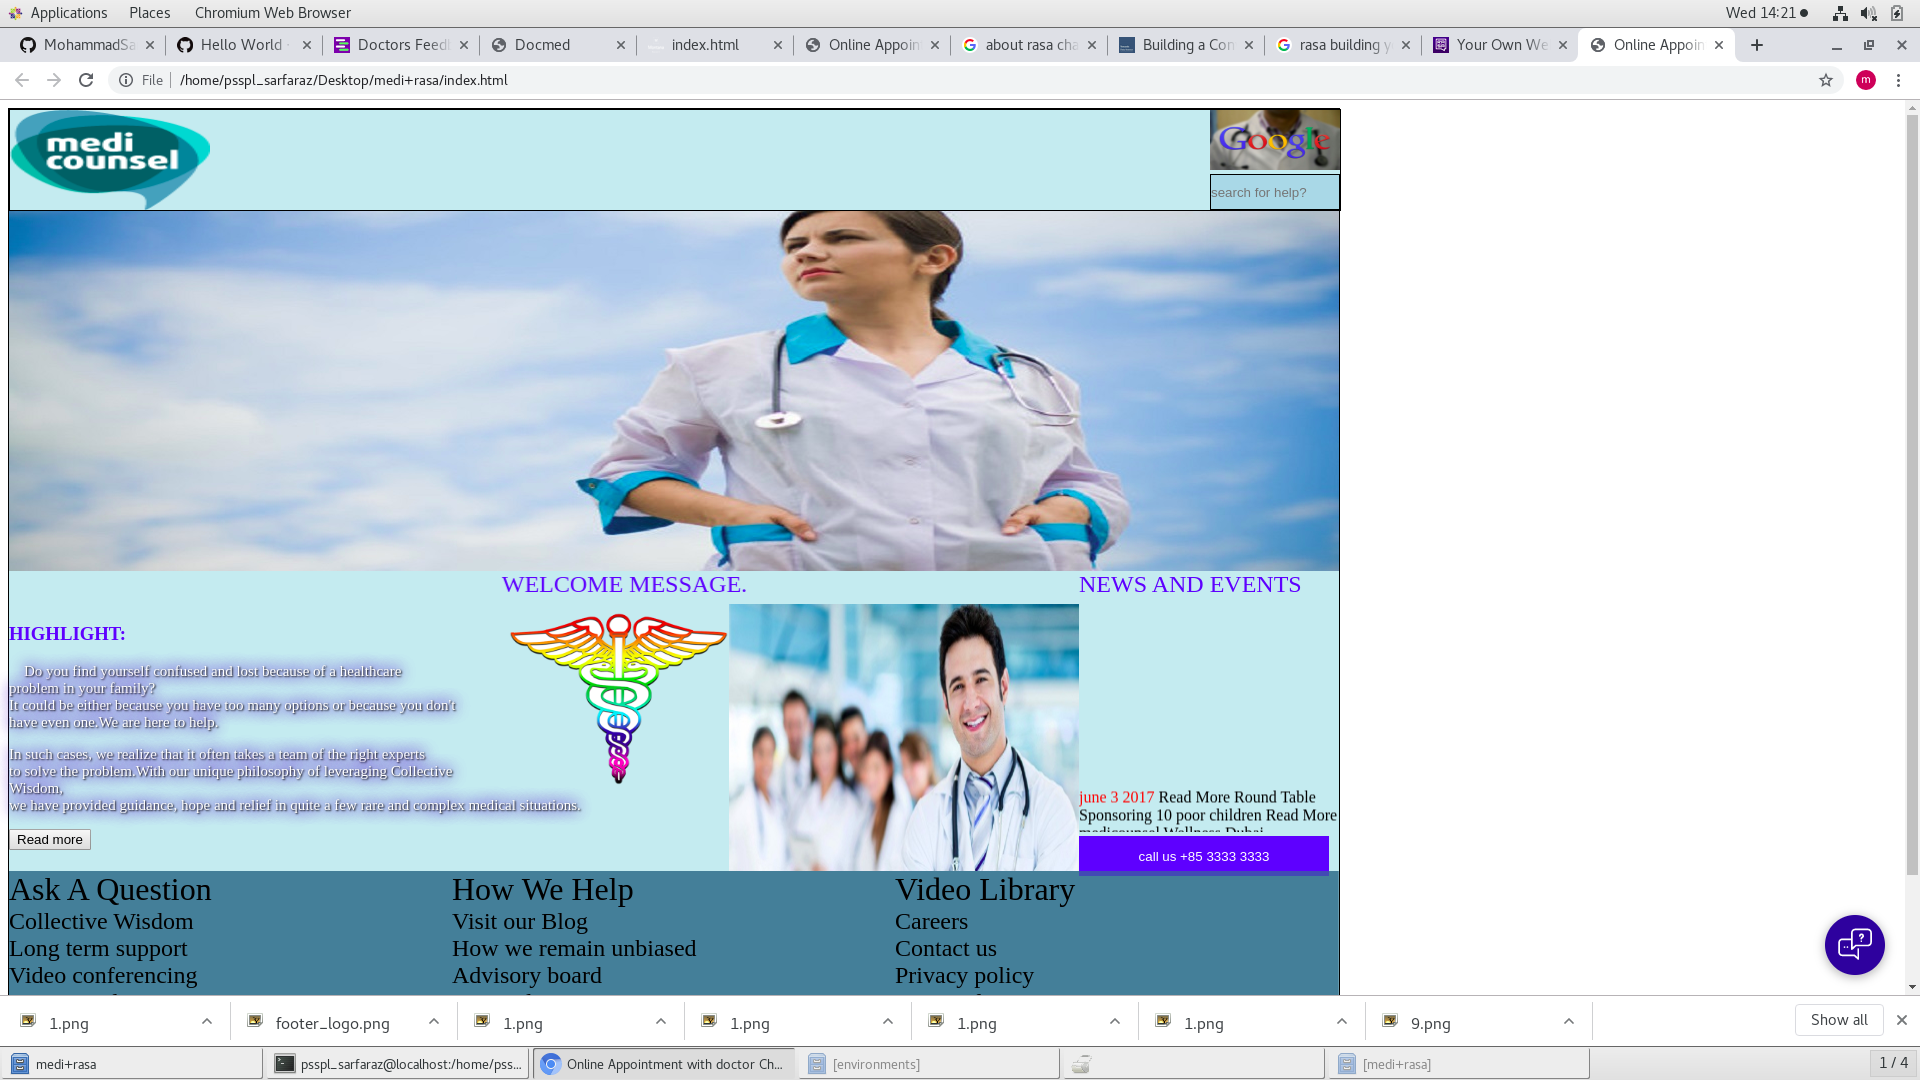 Applications Places Chromium Web Browser Wed 14:21
MohammadSa Hello World Doctors Feed Docmed index.html Online Appoin about rasa cha Building a Con rasa building y Your Own We Online Appoin
File /home/psspl_sarfaraz/Desktop/medi+rasa/index.html m
medi
counsel
Google
search for help?
WELCOME MESSAGE. NEWS AND EVENTS
HIGHLIGHT:
Do you find yourself confused and lost because of a healthcare
problem in your family?
It could be either because you have too many options or because you don't
have even one.We are here to help.
In such cases, we realize that it often takes a team of the right experts
to solve the problem.With our unique philosophy of leveraging Collective
Wisdom,
we have provided guidance, hope and relief in quite a few rare and complex medical situations.
Read more
june 3 2017 Read More Round Table
Sponsoring 10 poor children Read More
medicounsel Wellness Dubai
call us +85 3333 3333
Ask A Question How We Help Video Library
Collective Wisdom Visit our Blog Careers
Long term support How we remain unbiased Contact us
Video conferencing Advisory board Privacy policy
1.png footer_logo.png 1.png 1.png 1.png 1.png 9.png Show all
medi+rasa psspl_sarfaraz@localhost:/home/pss... Online Appointment with doctor Ch... [environments] [medi+rasa] 1 / 4